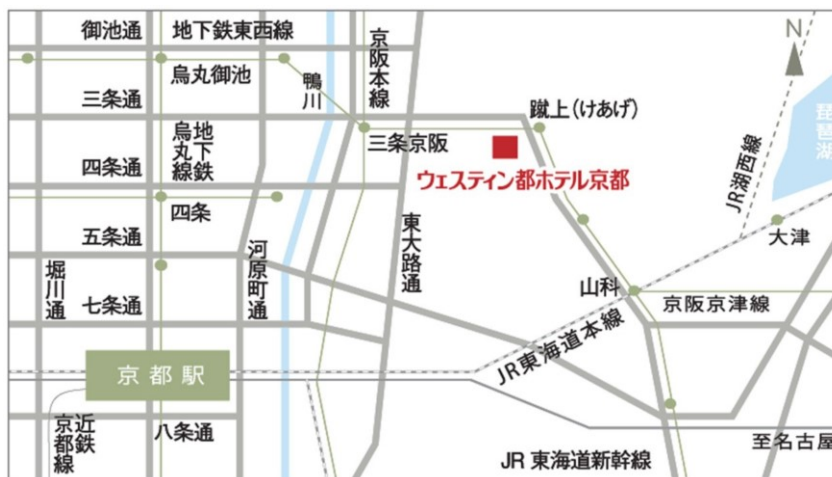 御池通
地下鉄東西線
烏丸御池
鴨川
京阪本線
N
三条通
烏丸線
地下鉄
三条京阪
蹴上(けあげ)
琵琶湖
四条通
四条
ウェスティン都ホテル京都
JR湖西線
五条通
河原町通
東大路通
大津
堀川通
七条通
山科
京阪京津線
JR東海道本線
京都駅
近鉄
京都線
八条通
JR 東海道新幹線
至名古屋